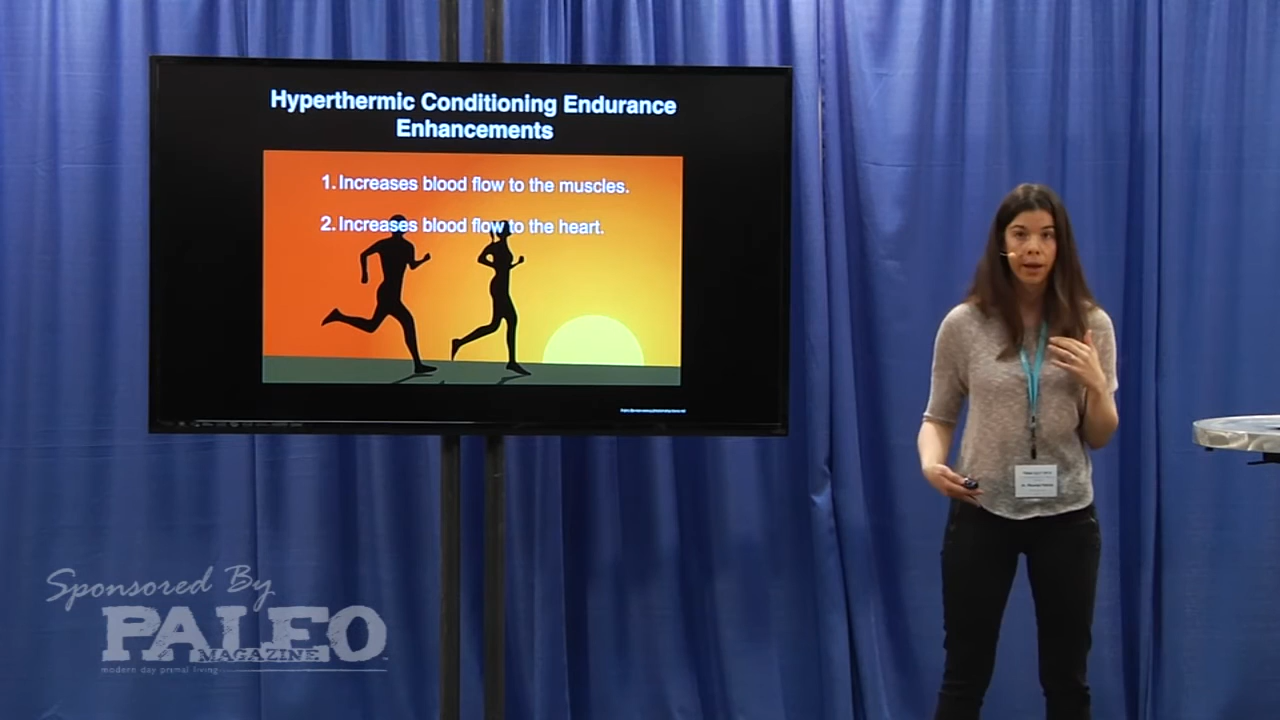 Hyperthermic Conditioning Endurance
Enhancements
1. Increases blood flow to the muscles.
2. Increases blood flow to the heart.
Sponsored By
PALEO
MAGAZINE
modern day primal living